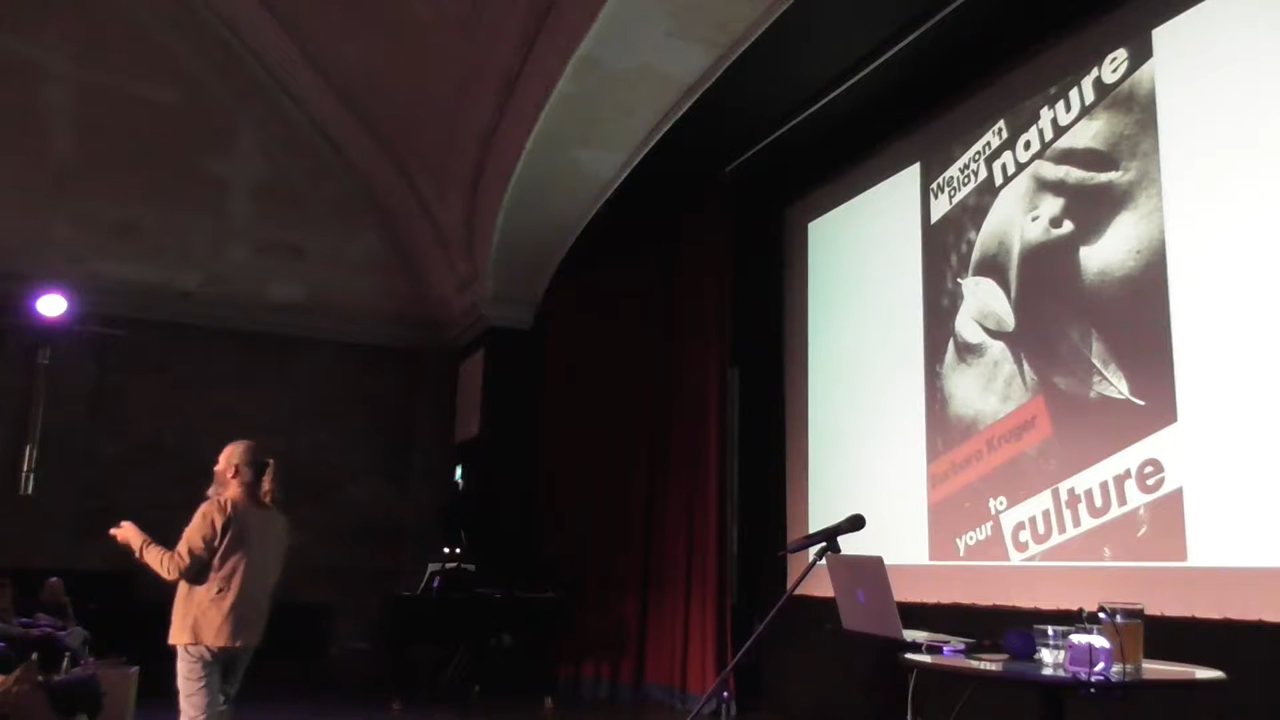 We won't
play
nature
Barbara Kruger
to
your
culture